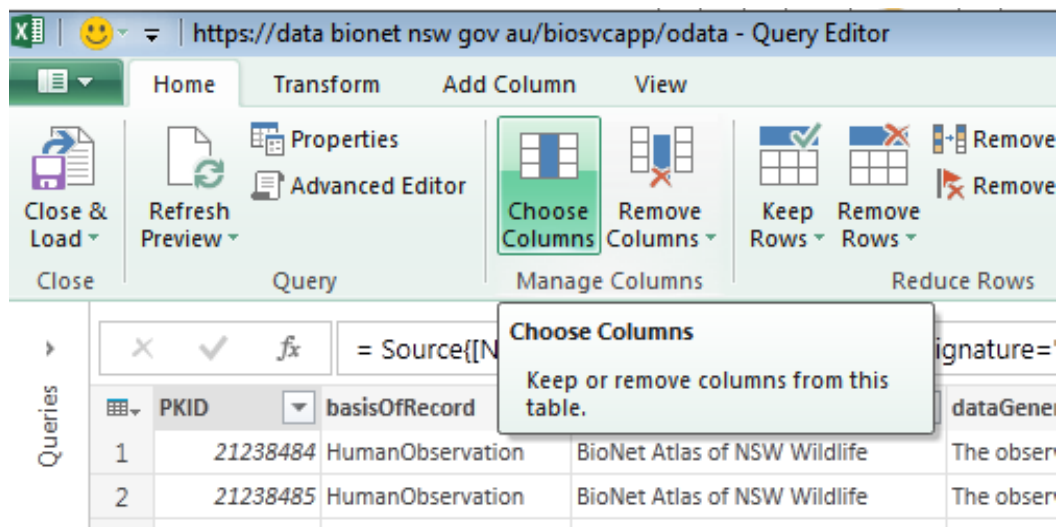 https://data bionet nsw gov au/biosvcapp/odata - Query Editor
Home Transform Add Column View
Properties
Advanced Editor
Close & Load
Refresh Preview
Choose Columns
Remove Columns
Keep Rows
Remove Rows
Remove
Remove
Close Query Manage Columns Reduce Rows
Choose Columns
Keep or remove columns from this
table.
fx = Source{[N ignature="
Queries
PKID basisOfRecord dataGener
1 21238484 HumanObservation BioNet Atlas of NSW Wildlife The observ
2 21238485 HumanObservation BioNet Atlas of NSW Wildlife The observ